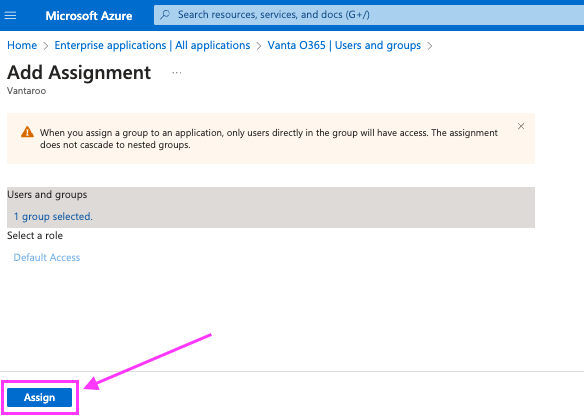 Microsoft Azure
Search resources, services, and docs (G+/)
Home > Enterprise applications | All applications > Vanta O365 | Users and groups >
Add Assignment ...
Vantaroo
When you assign a group to an application, only users directly in the group will have access. The assignment
does not cascade to nested groups.
Users and groups
1 group selected.
Select a role
Default Access
Assign